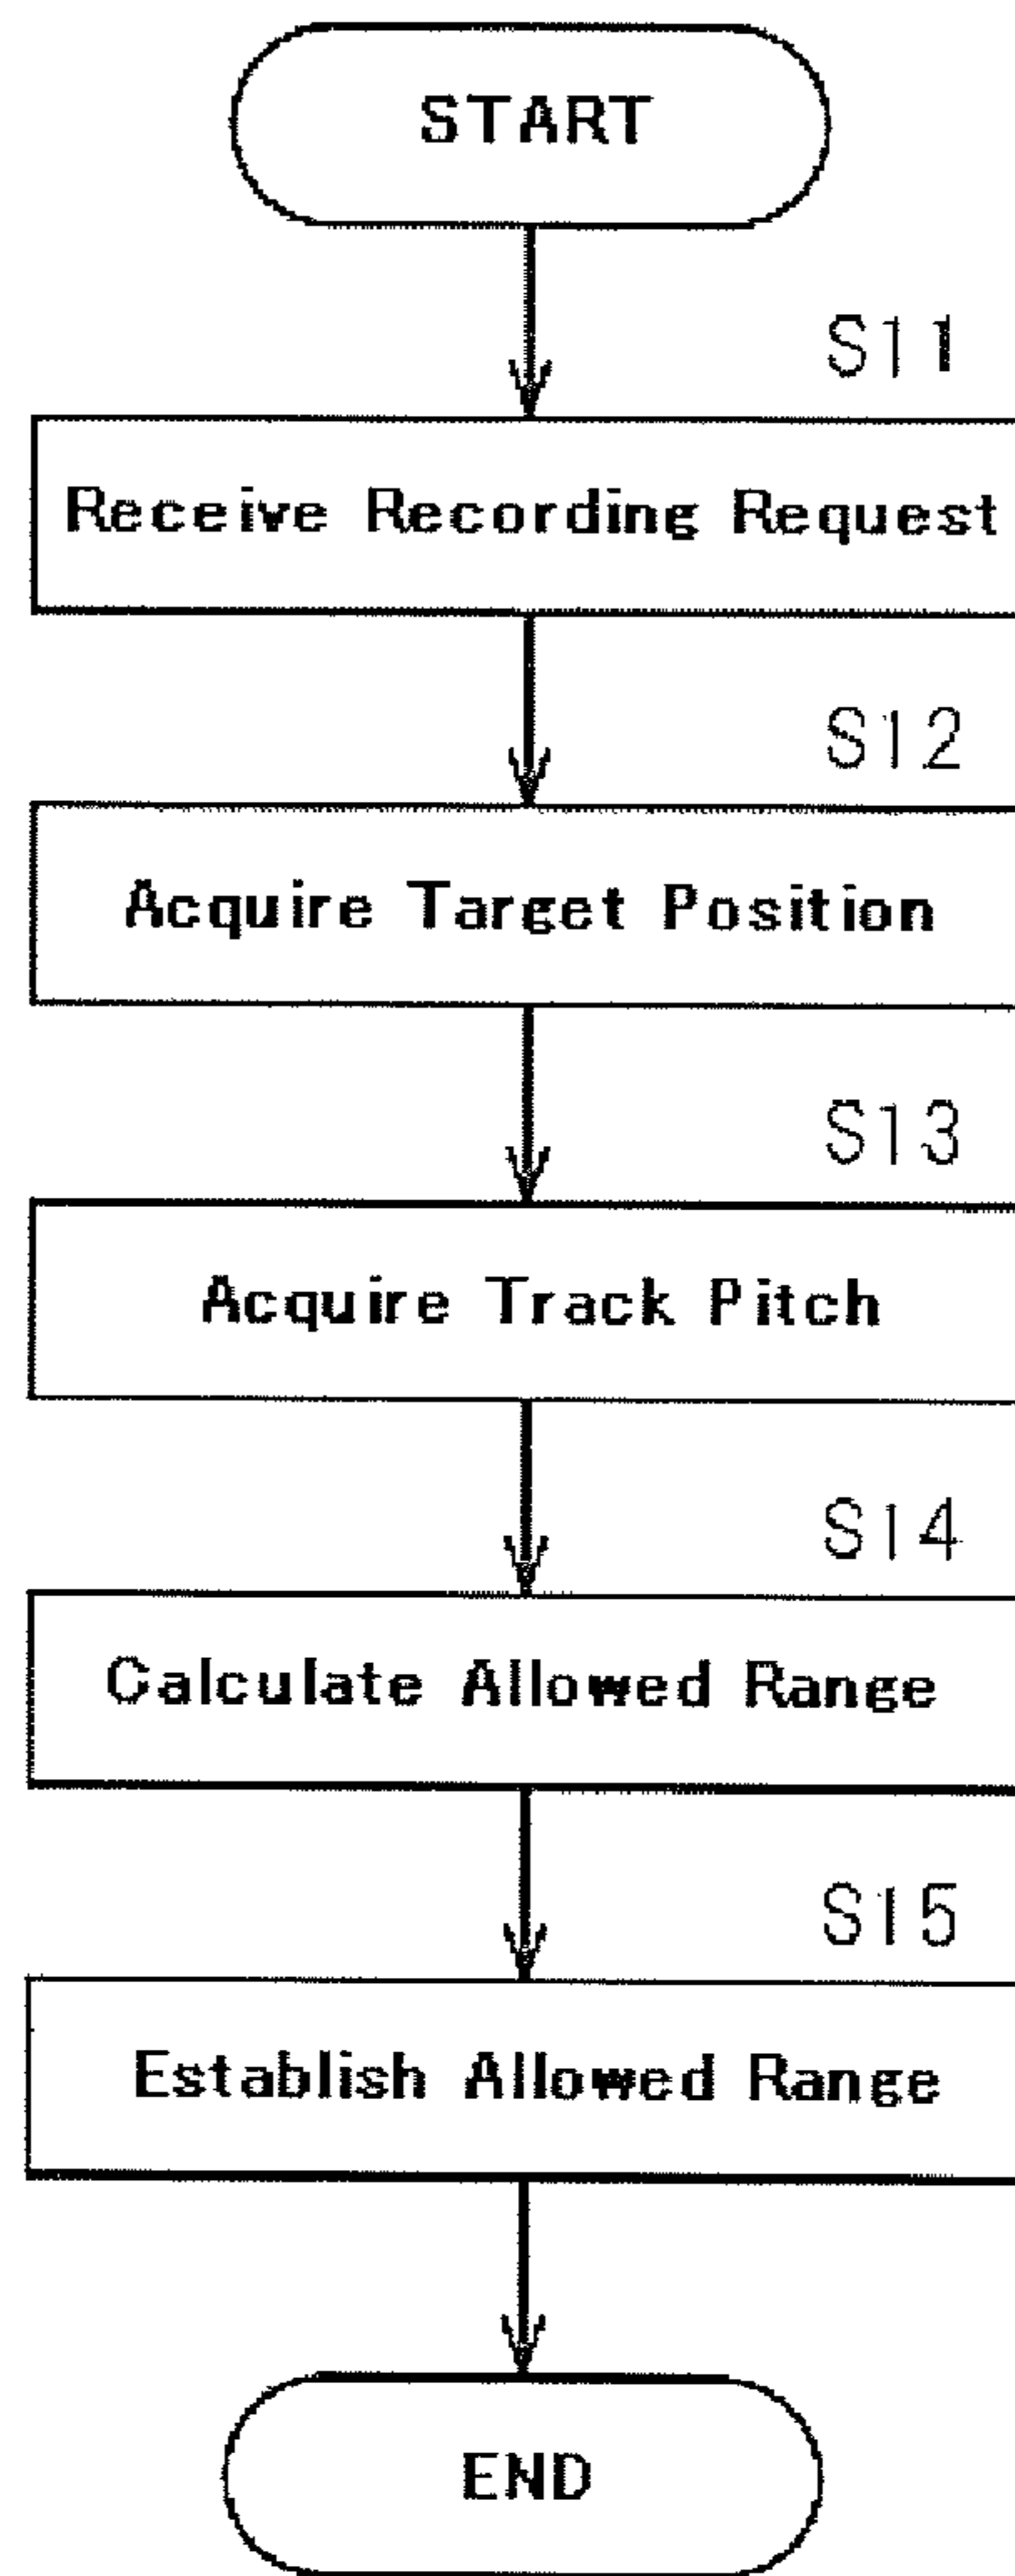 START
S11
Receive Recording Request
S12
Acquire Target Position
S13
Acquire Track Pitch
S14
Calculate Allowed Range
S15
Establish Allowed Range
END